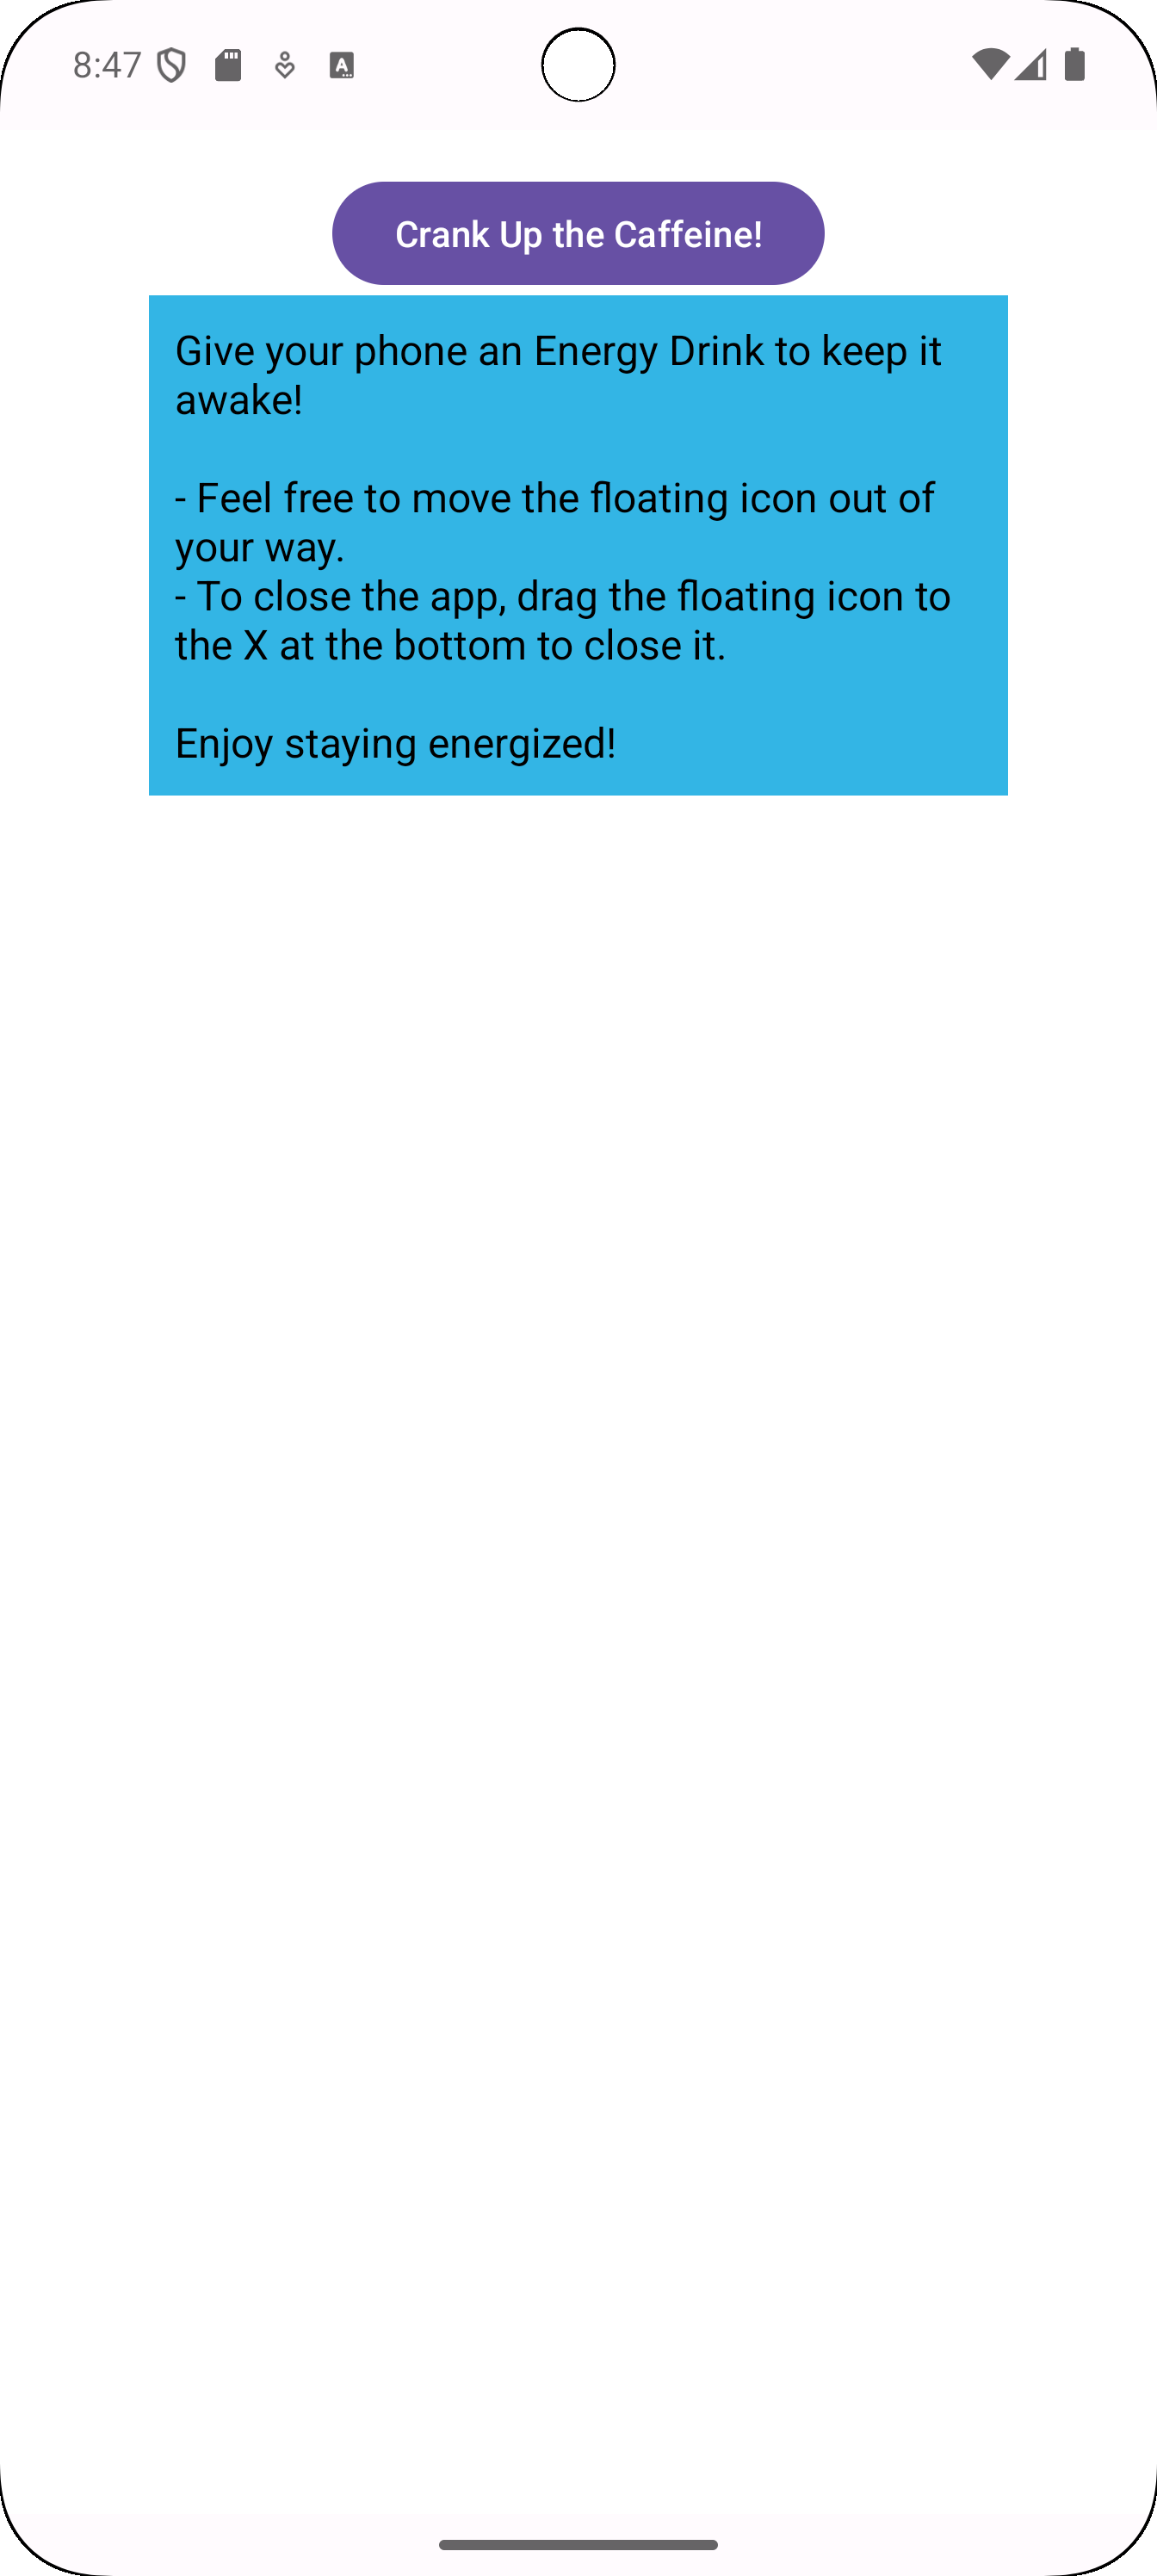 8:47
Crank Up the Caffeine!
Give your phone an Energy Drink to keep it
awake!
- Feel free to move the floating icon out of
your way.
- To close the app, drag the floating icon to
the X at the bottom to close it.
Enjoy staying energized!